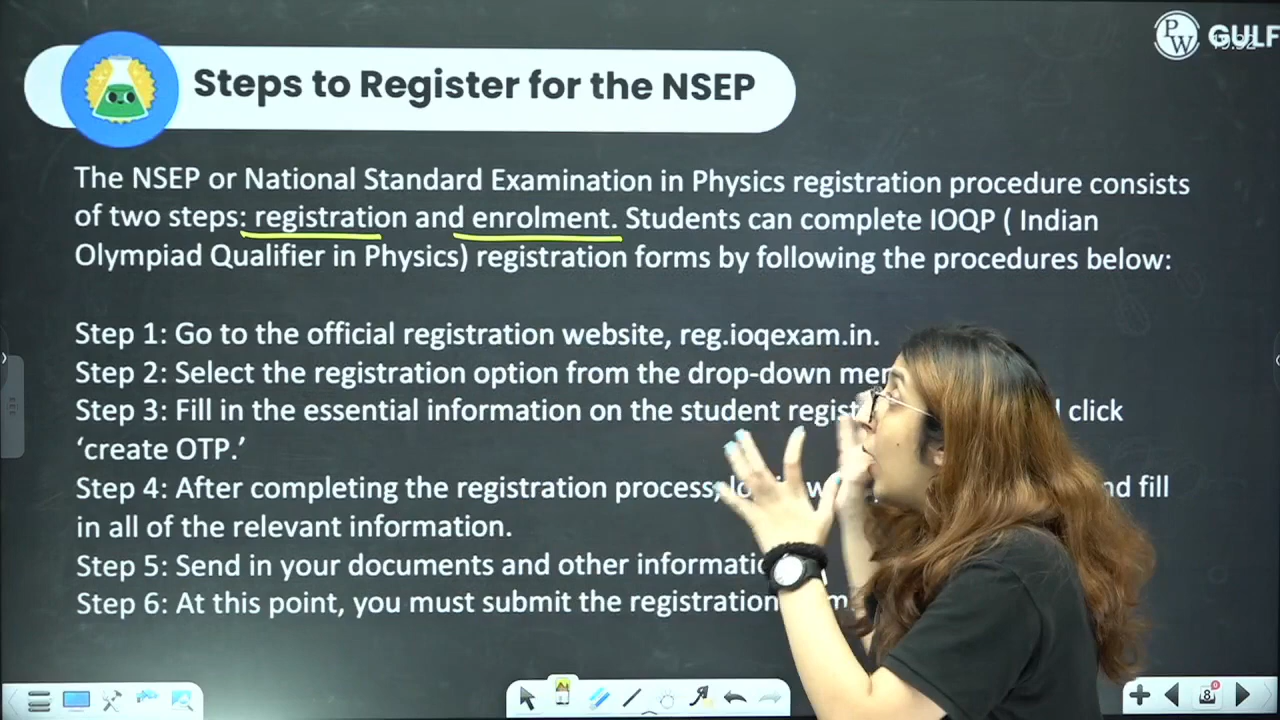 PW GULF
Steps to Register for the NSEP
The NSEP or National Standard Examination in Physics registration procedure consists
of two steps: registration and enrolment. Students can complete IOQP ( Indian
Olympiad Qualifier in Physics) registration forms by following the procedures below:
Step 1: Go to the official registration website, reg.ioqexam.in.
Step 2: Select the registration option from the drop-down
Step 3: Fill in the essential information on the student click
‘create OTP.’
Step 4: After completing the registration process, fill
in all of the relevant information.
Step 5: Send in your documents and other
Step 6: At this point, you must submit the registration
8